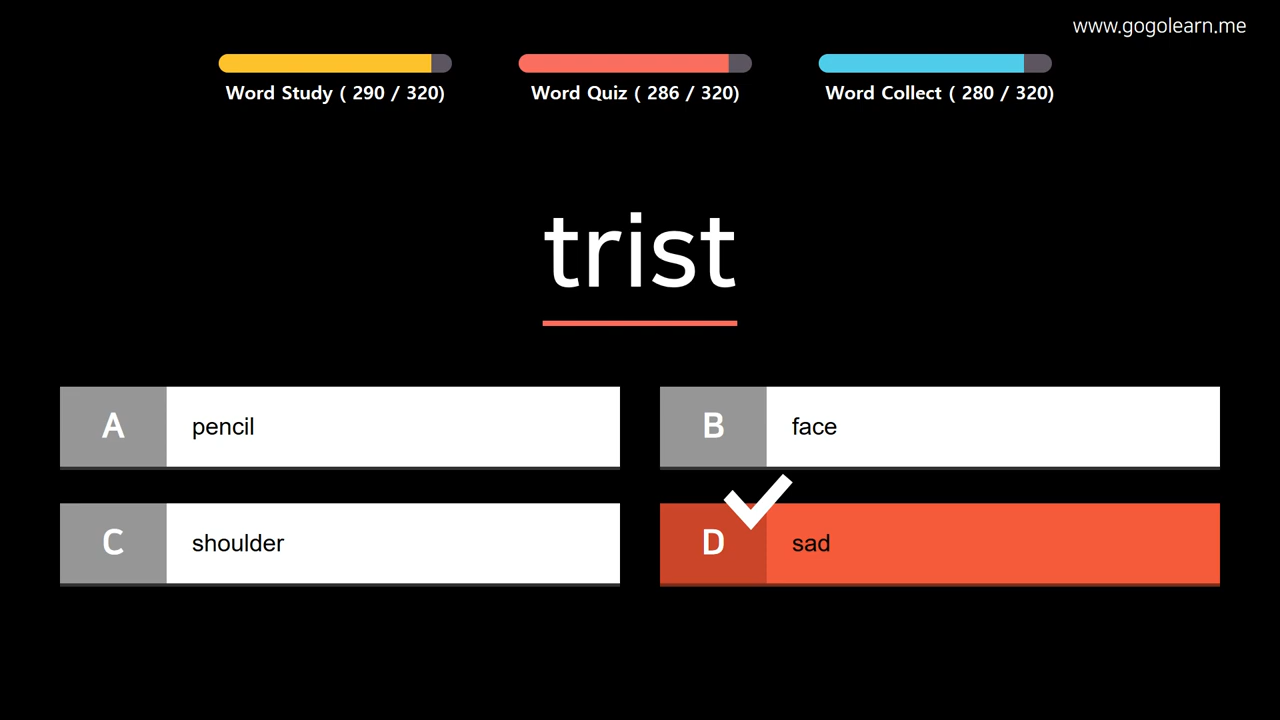 www.gogolearn.me
Word Study ( 290 / 320)
Word Quiz ( 286 / 320)
Word Collect ( 280 / 320)
trist
A pencil
B face
C shoulder
D sad